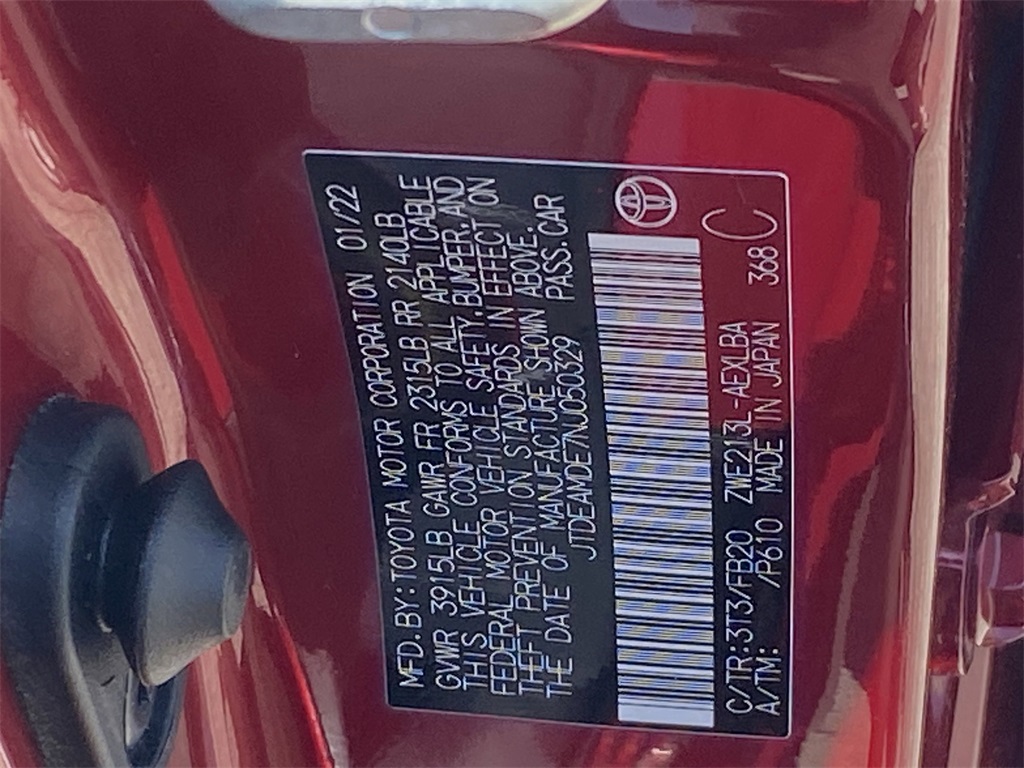 MFD.BY:TOYOTA MOTOR CORPORATION 01/22
GVWR 3915LB GAWR FR 2315LB RR 2140LB
THIS VEHICLE CONFORMS TO ALL APPLICABLE
FEDERAL MOTOR VEHICLE SAFETY,BUMPER,AND
THEFT PREVENTION STANDARDS IN EFFECT ON
THE DATE OF MANUFACTURE SHOWN ABOVE.
JTDEAMDE7NJ050329 PASS.CAR
C/TR:3T3/FB20 ZWE213L-AEXLBA
A/TM: /P610 MADE IN JAPAN 368 C